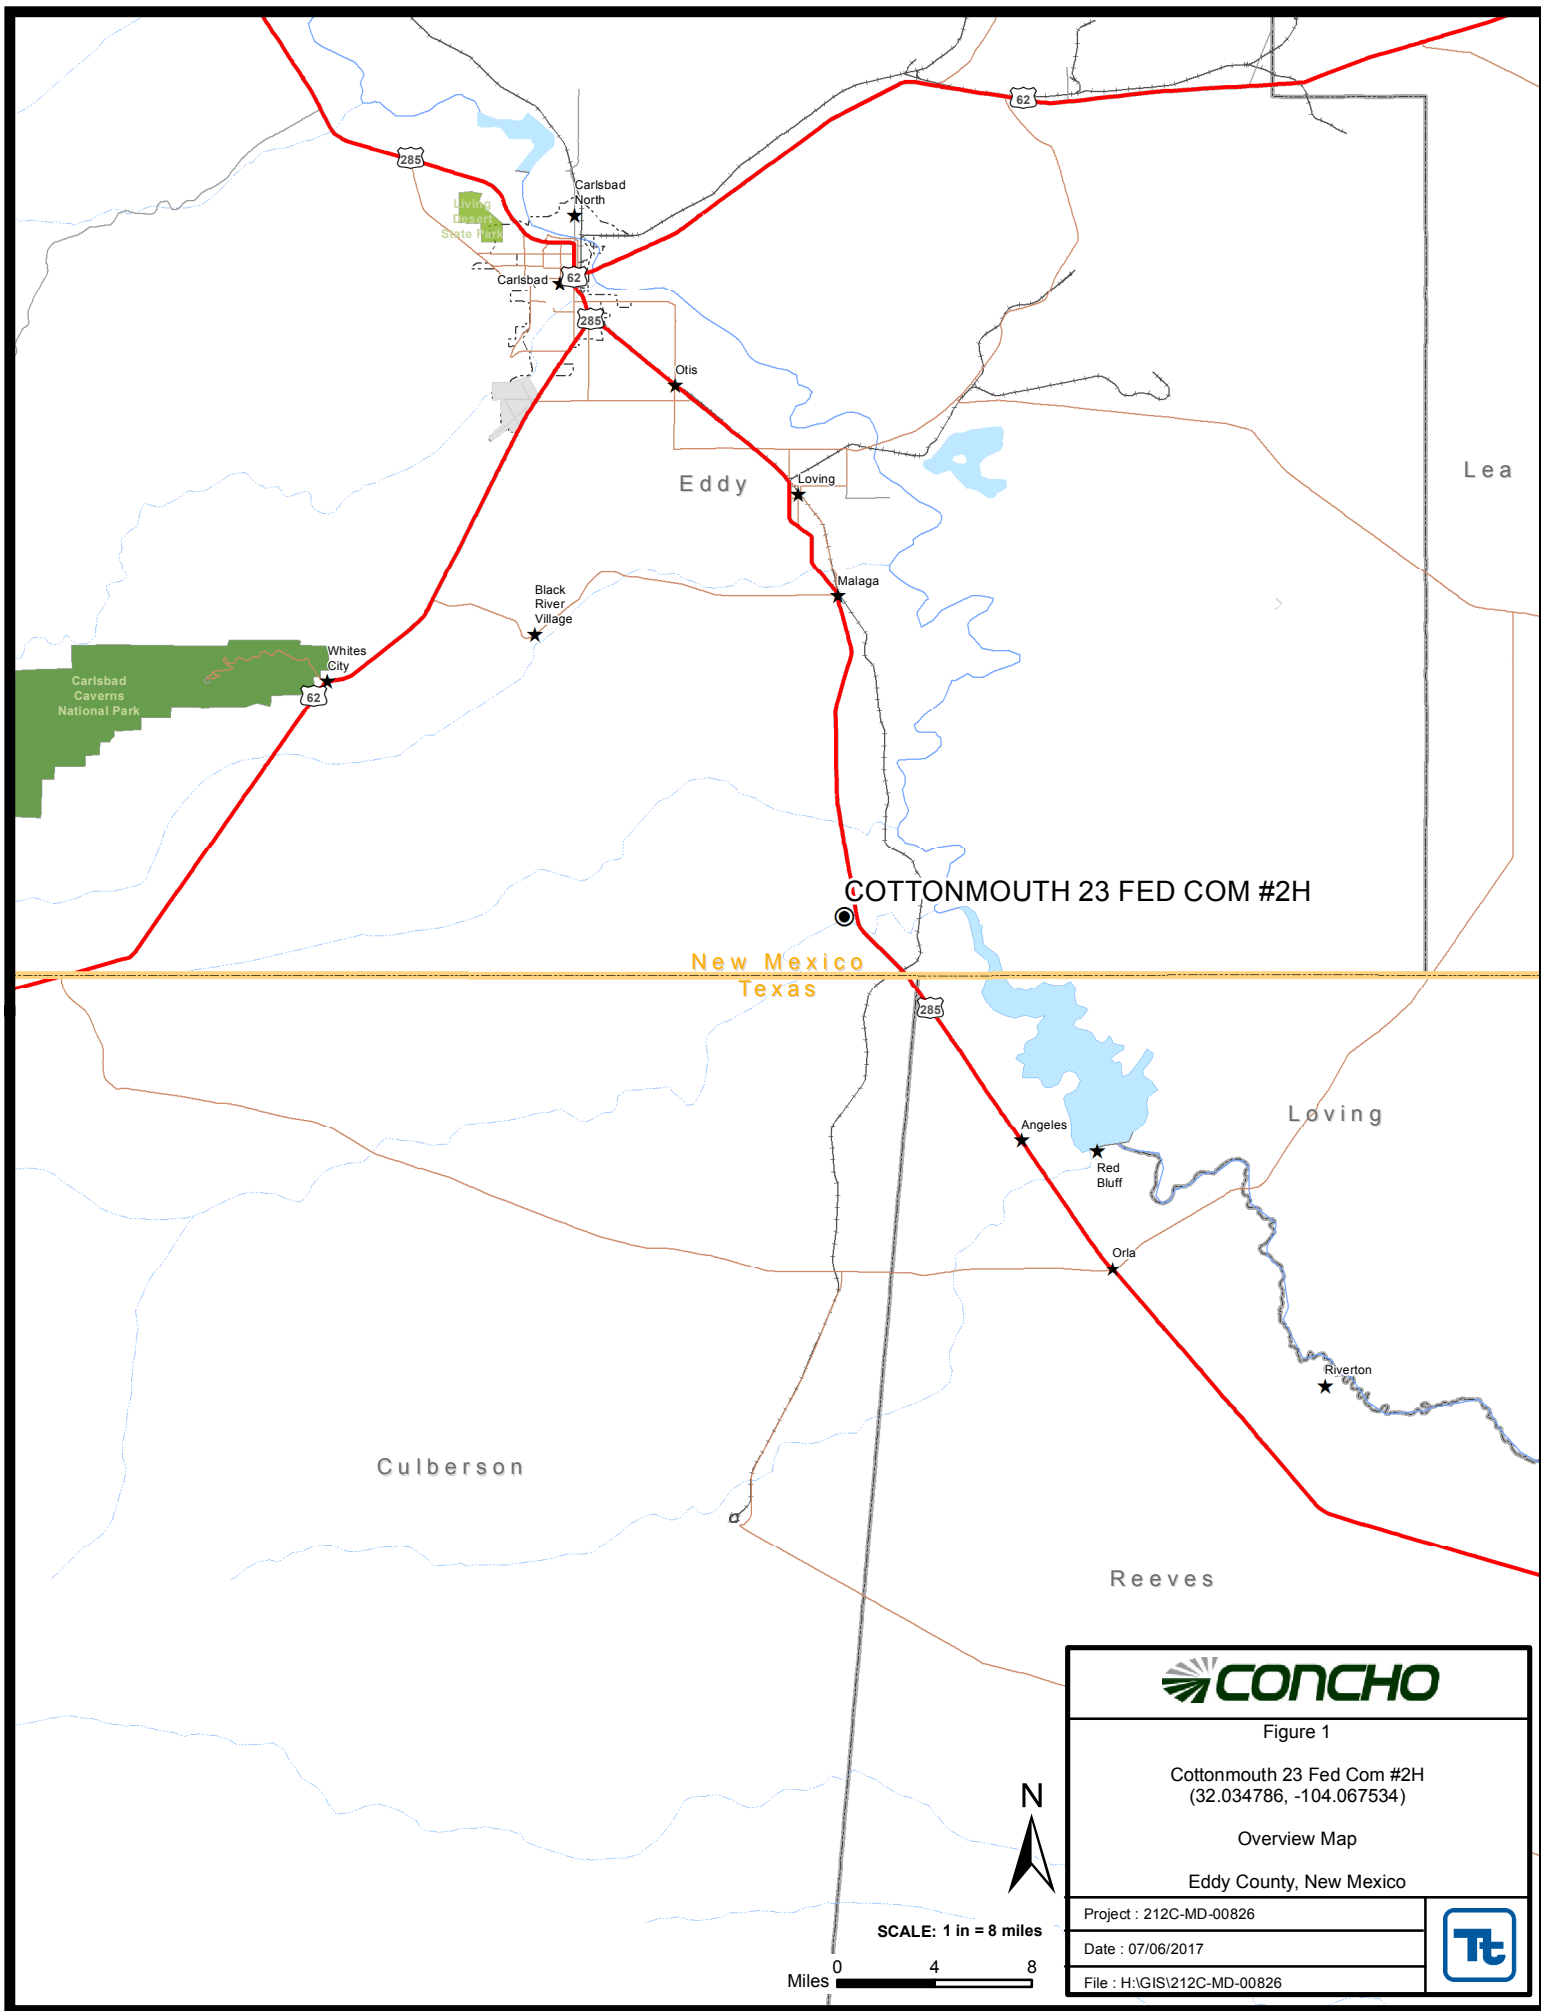 62
285
Carlsbad
North
Living
Desert
State Park
Carlsbad
62
285
Otis
Eddy
Lea
Loving
Malaga
Black
River
Village
Whites
City
62
Carlsbad
Caverns
National Park
COTTONMOUTH 23 FED COM #2H
New Mexico
Texas
285
Loving
Angeles
Red
Bluff
Orla
Riverton
Culberson
Reeves
CONCHO
Figure 1
Cottonmouth 23 Fed Com #2H
(32.034786, -104.067534)
Overview Map
Eddy County, New Mexico
Project : 212C-MD-00826
Date : 07/06/2017
File : H:\GIS\212C-MD-00826
Tt
N
SCALE: 1 in = 8 miles
0 4 8
Miles